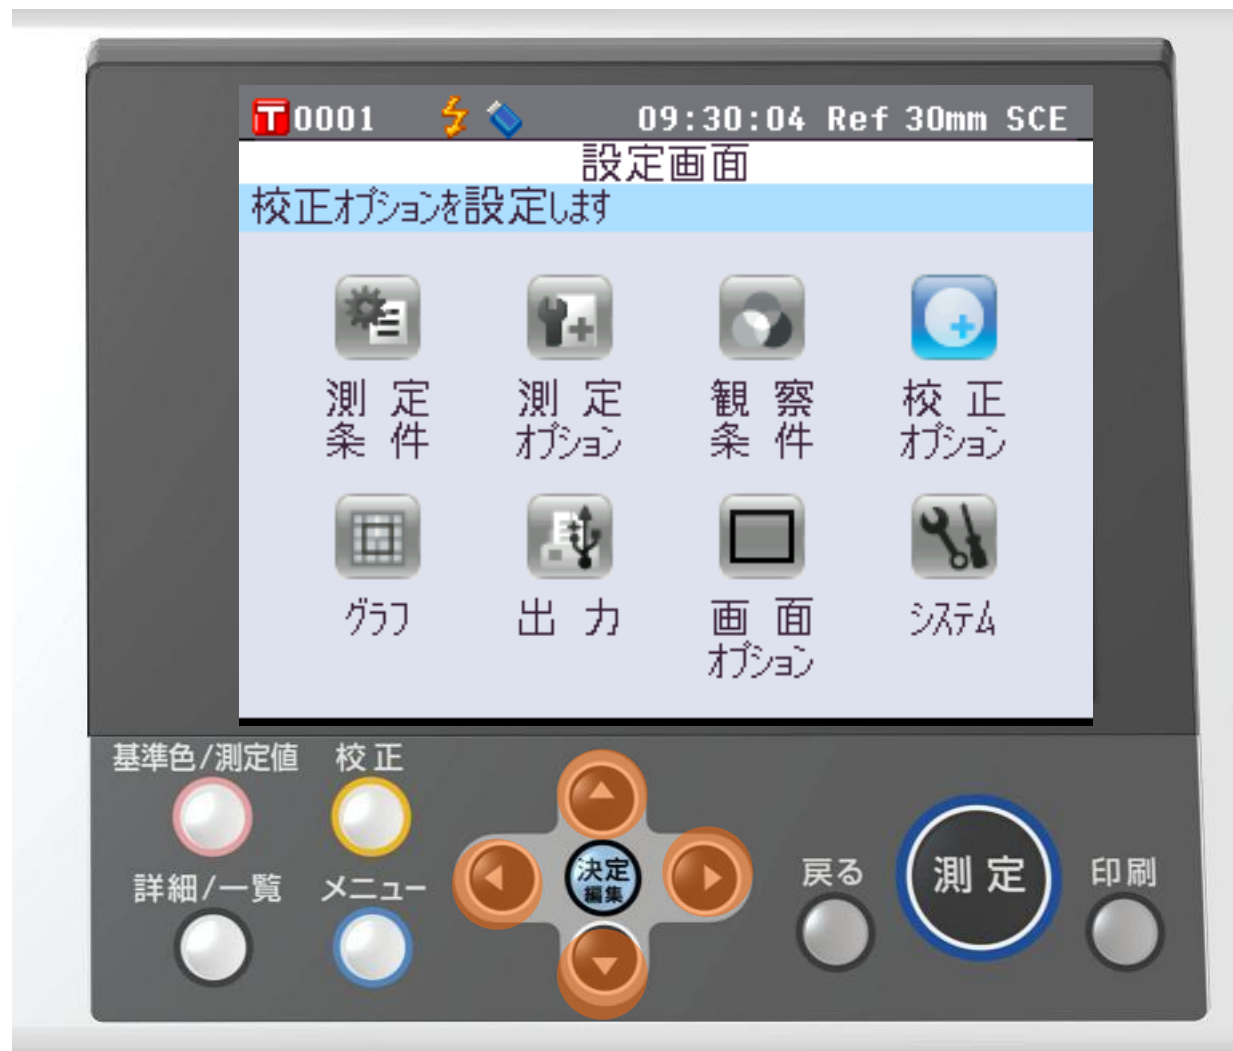 T0001 09:30:04 Ref 30mm SCE
設定画面
校正オプションを設定します
測定条件
測定オプション
観察条件
校正オプション
グラフ
出力
画面オプション
システム
基準色/測定値
校正
詳細/一覧
メニュー
決定
編集
戻る
測定
印刷